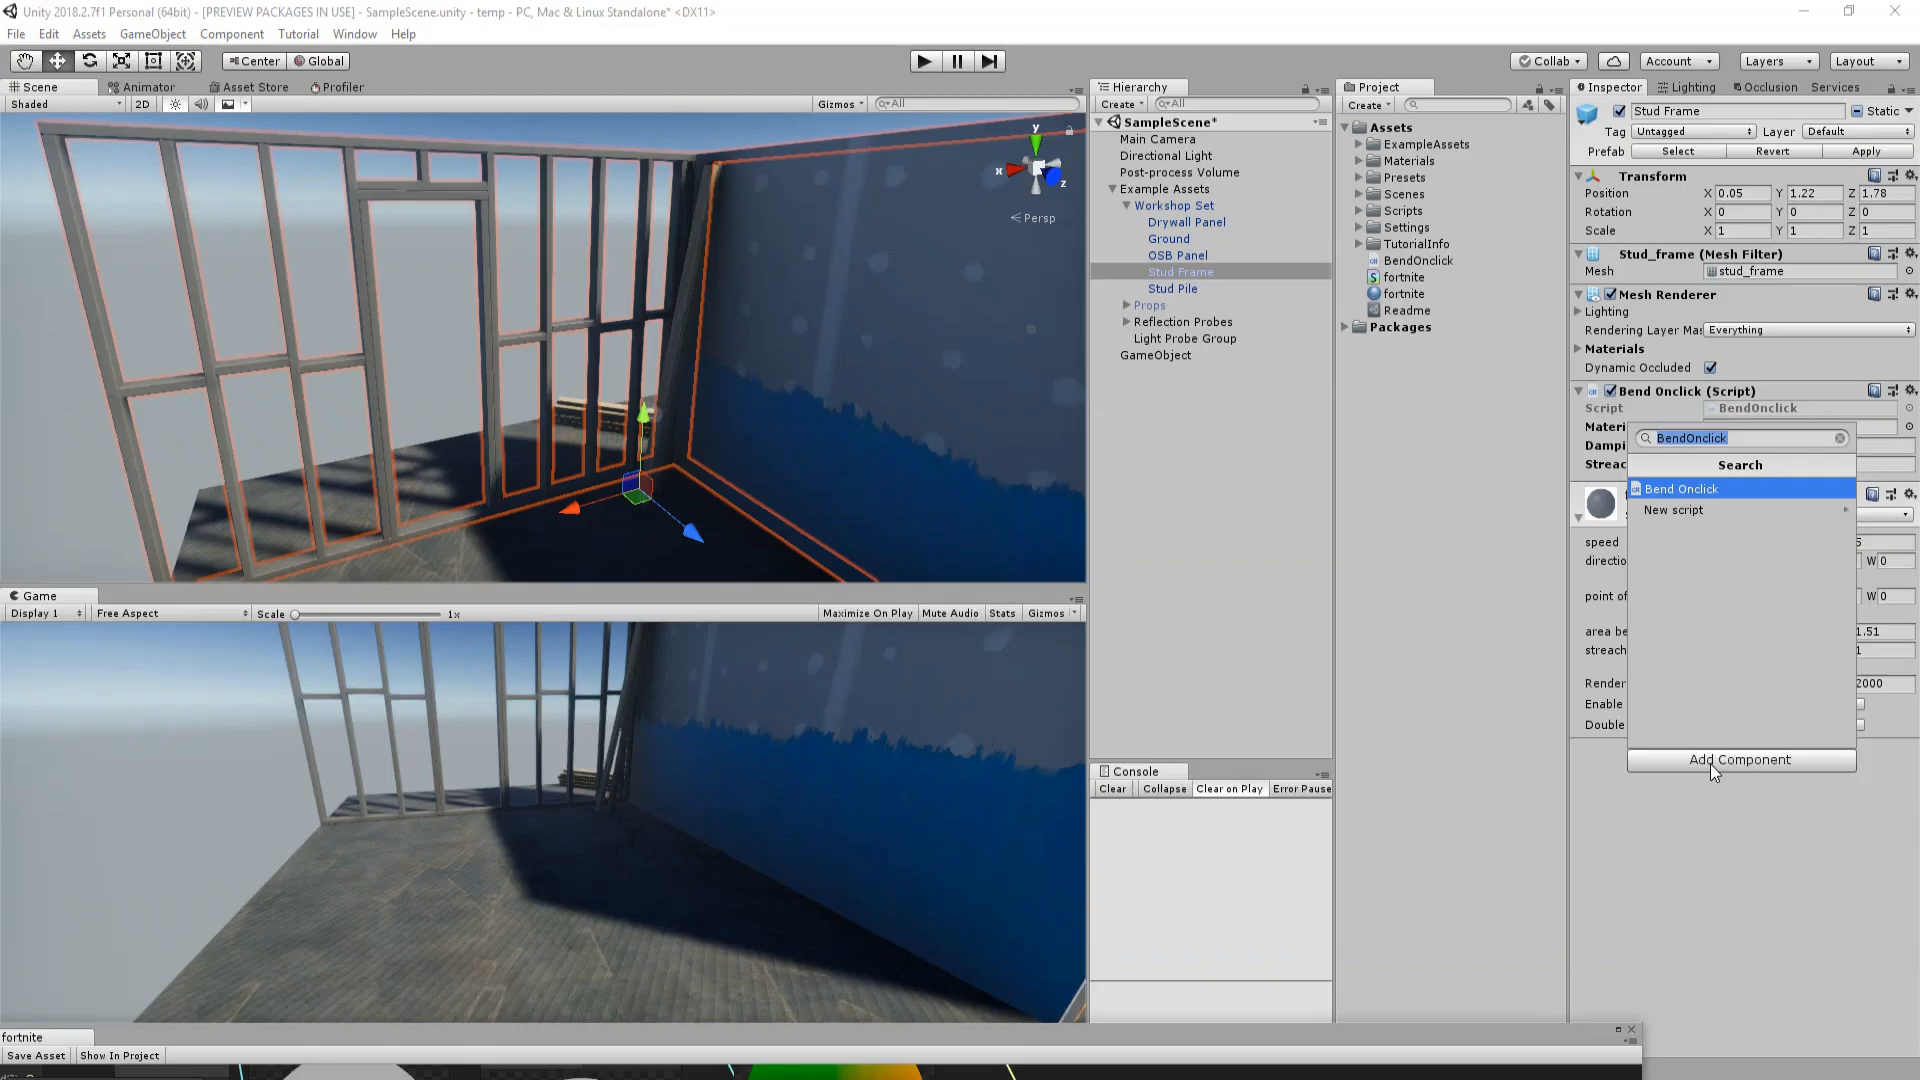 Unity 2018.2.7f1 Personal (64bit) - [PREVIEW PACKAGES IN USE] - SampleScene.unity - temp - PC, Mac & Linux Standalone* <DX11>
File Edit Assets GameObject Component Tutorial Window Help
Center Global Collab Account Layers Layout
Scene Animator Asset Store Profiler
Shaded 2D Gizmos All
y
x
z
Persp
Game
Display 1 Free Aspect Scale 1x Maximize On Play Mute Audio Stats Gizmos
Hierarchy
Create All
SampleScene*
Main Camera
Directional Light
Post-process Volume
Example Assets
Workshop Set
Drywall Panel
Ground
OSB Panel
Stud Frame
Stud Pile
Props
Reflection Probes
Light Probe Group
GameObject
Console
Clear Collapse Clear on Play Error Pause
Project
Create
Assets
ExampleAssets
Materials
Presets
Scenes
Scripts
Settings
TutorialInfo
BendOnclick
fortnite
fortnite
Readme
Packages
Inspector Lighting Occlusion Services
Stud Frame Static
Tag Untagged Layer Default
Prefab Select Revert Apply
Transform
Position X 0.05 Y 1.22 Z 1.78
Rotation X 0 Y 0 Z 0
Scale X 1 Y 1 Z 1
Stud_frame (Mesh Filter)
Mesh stud_frame
Mesh Renderer
Lighting
Rendering Layer Mas Everything
Materials
Dynamic Occluded
Bend Onclick (Script)
Script BendOnclick
Materi
Dampi
Streac
BendOnclick
Search
Bend Onclick
New script
speed 5
directio W 0
point of W 0
area be 1.51
streach 1
Render 2000
Enable
Double
Add Component
fortnite
Save Asset Show In Project